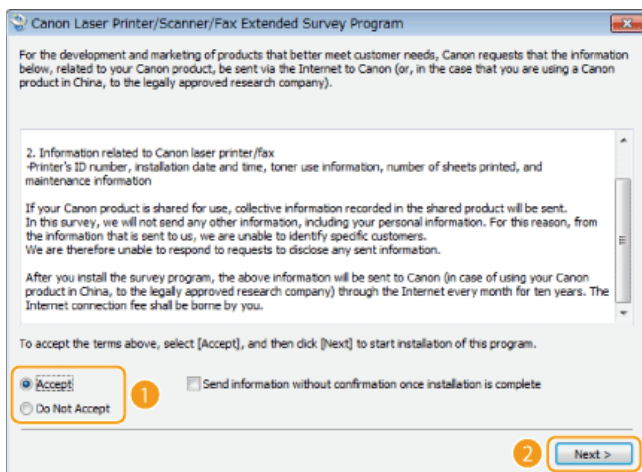 Canon Laser Printer/Scanner/Fax Extended Survey Program
For the development and marketing of products that better meet customer needs, Canon requests that the information
below, related to your Canon product, be sent via the Internet to Canon (or, in the case that you are using a Canon
product in China, to the legally approved research company).
2. Information related to Canon laser printer/fax
-Printer's ID number, installation date and time, toner use information, number of sheets printed, and
maintenance information
If your Canon product is shared for use, collective information recorded in the shared product will be sent.
In this survey, we will not send any other information, including your personal information. For this reason, from
the information that is sent to us, we are unable to identify specific customers.
We are therefore unable to respond to requests to disclose any sent information.
After you install the survey program, the above information will be sent to Canon (in case of using your Canon
product in China, to the legally approved research company) through the Internet every month for ten years. The
Internet connection fee shall be borne by you.
To accept the terms above, select [Accept], and then click [Next] to start installation of this program.
Accept
Send information without confirmation once installation is complete
Do Not Accept
1
2
Next >